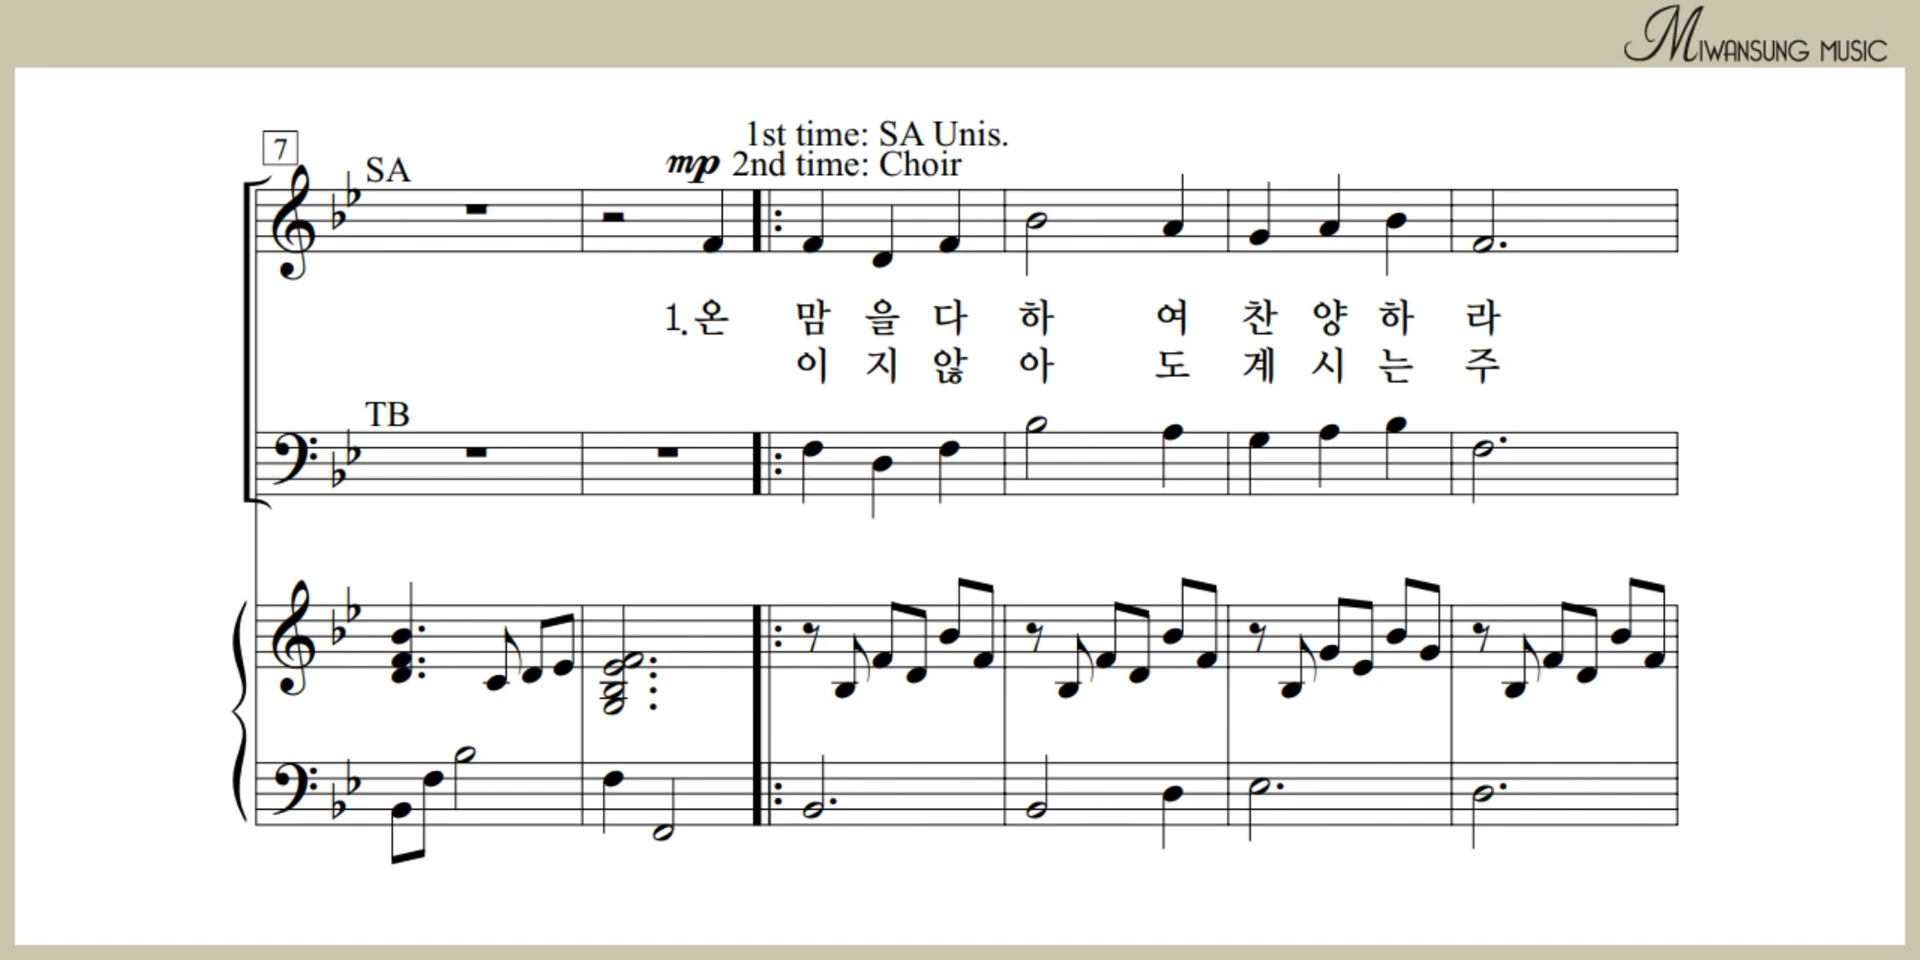 MIWANSUNG MUSIC
1st time: SA Unis.
7
SA
mp 2nd time: Choir
1. 온 맘 을 다 하 여 찬 양 하 라
이 지 않 아 도 계 시 는 주
TB